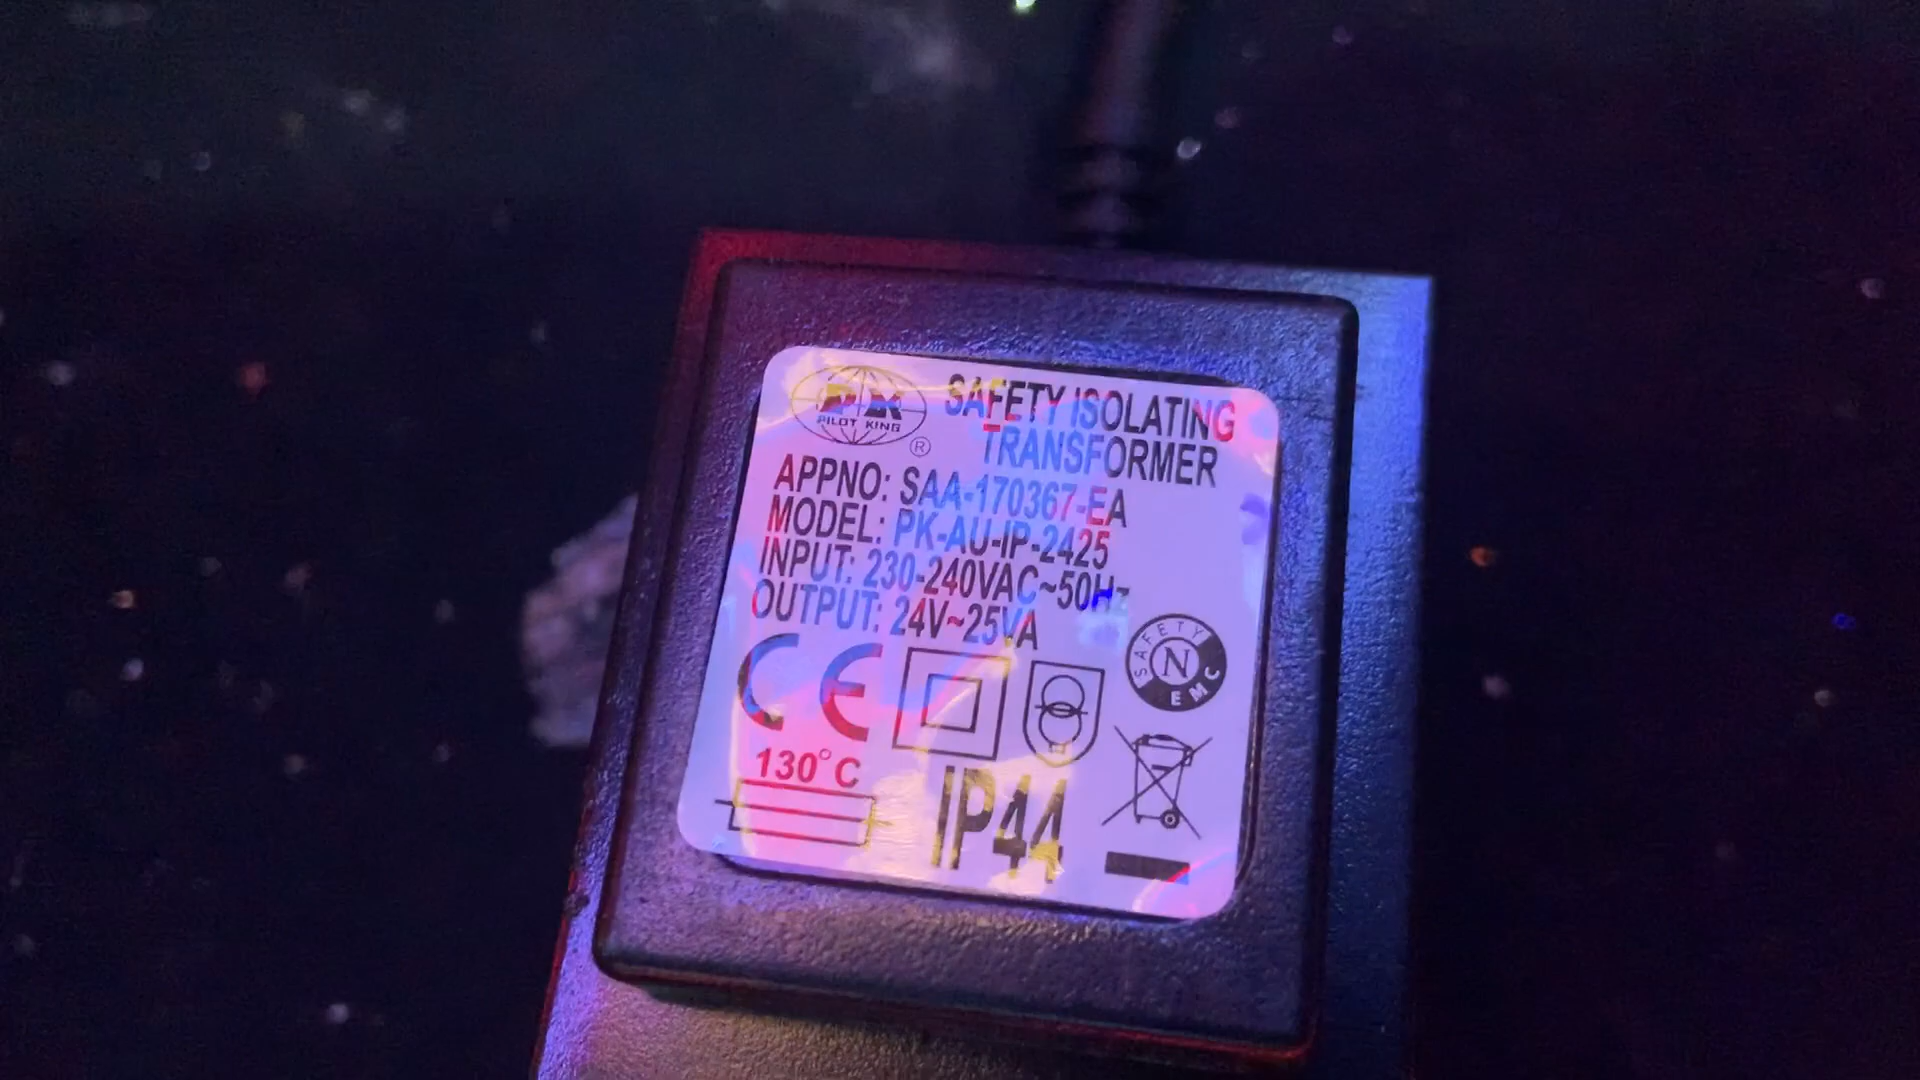 PK
PILOT KING
®
SAFETY ISOLATING
TRANSFORMER
APPNO: SAA-170367-EA
MODEL: PK-AU-IP-2425
INPUT: 230-240VAC~50Hz
OUTPUT: 24V~25VA
CE
SAFETY
N
EMC
130°C
IP44